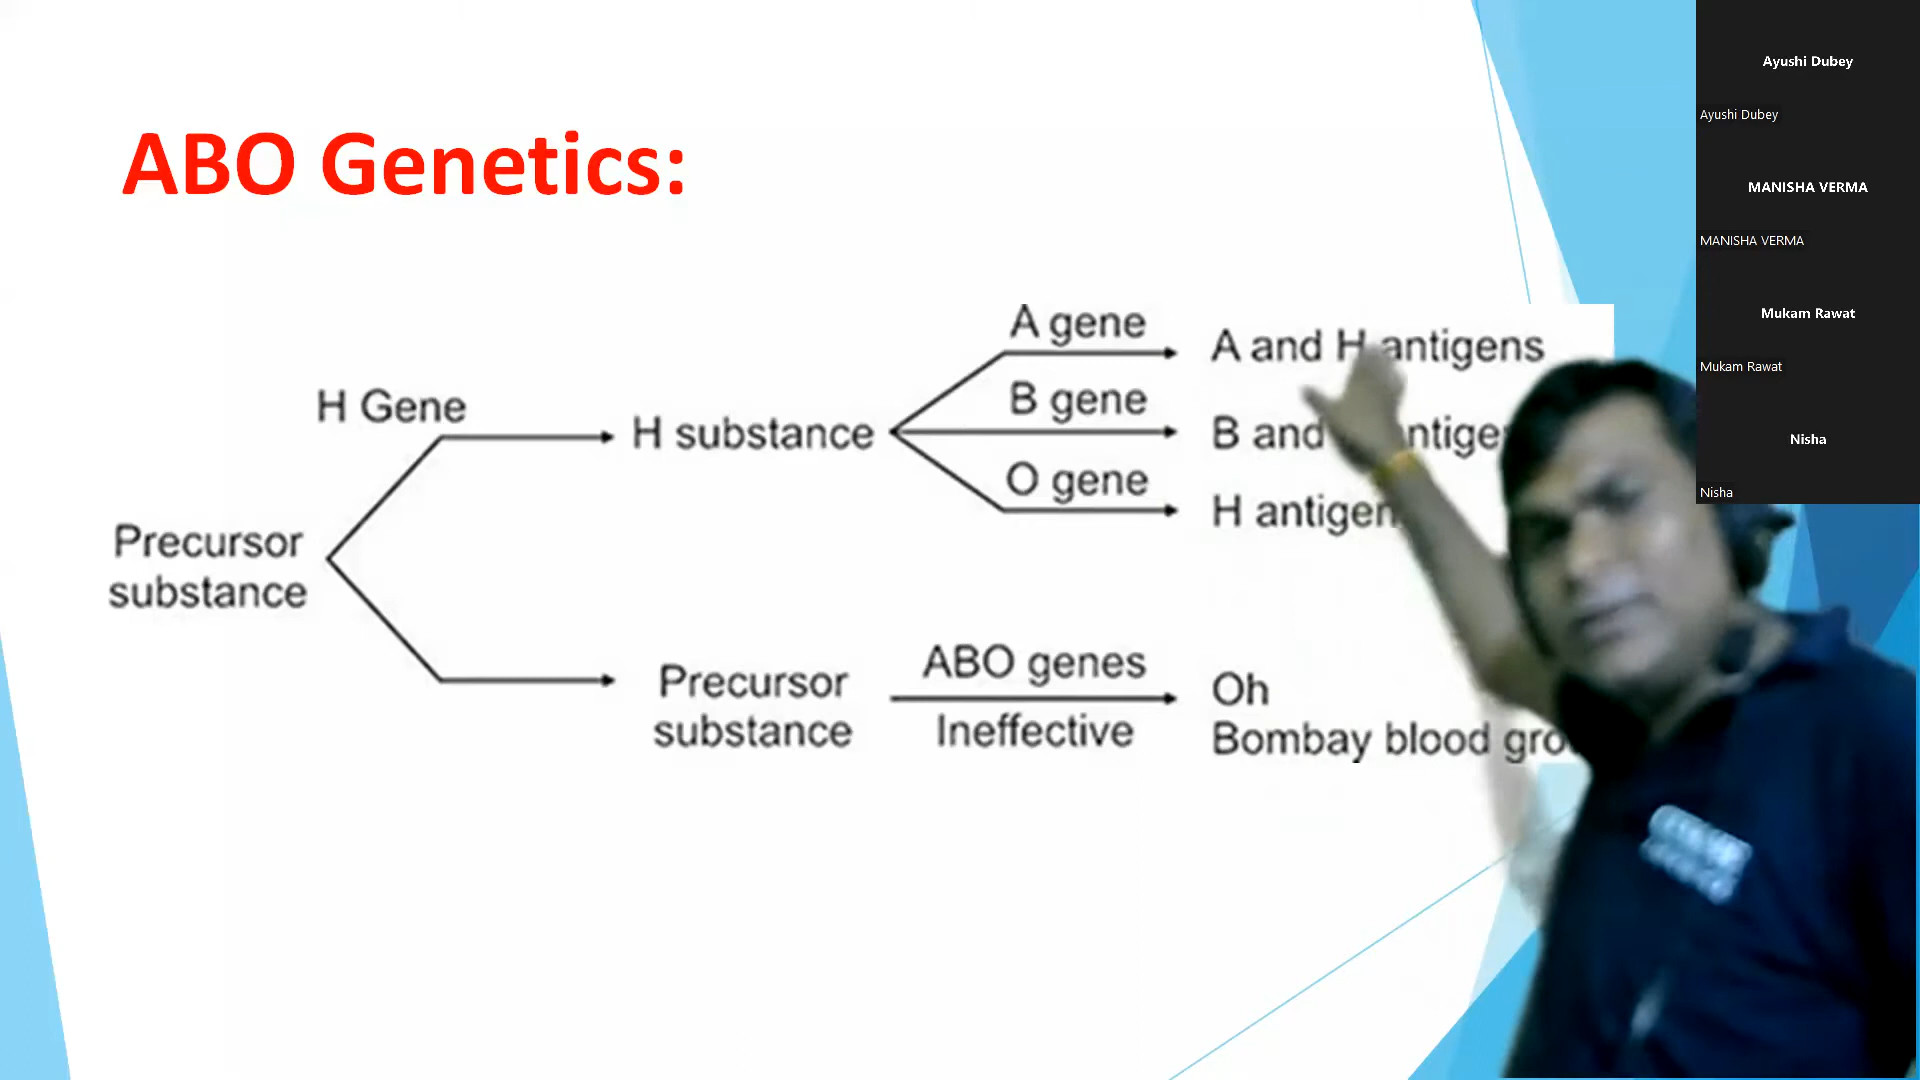 ABO Genetics:
H Gene
Precursor
substance
H substance
A gene
B gene
O gene
A and H antigens
B and
H antigen
Precursor
substance
ABO genes
Ineffective
Oh
Bombay blood
Ayushi Dubey
Ayushi Dubey
MANISHA VERMA
MANISHA VERMA
Mukam Rawat
Mukam Rawat
Nisha
Nisha